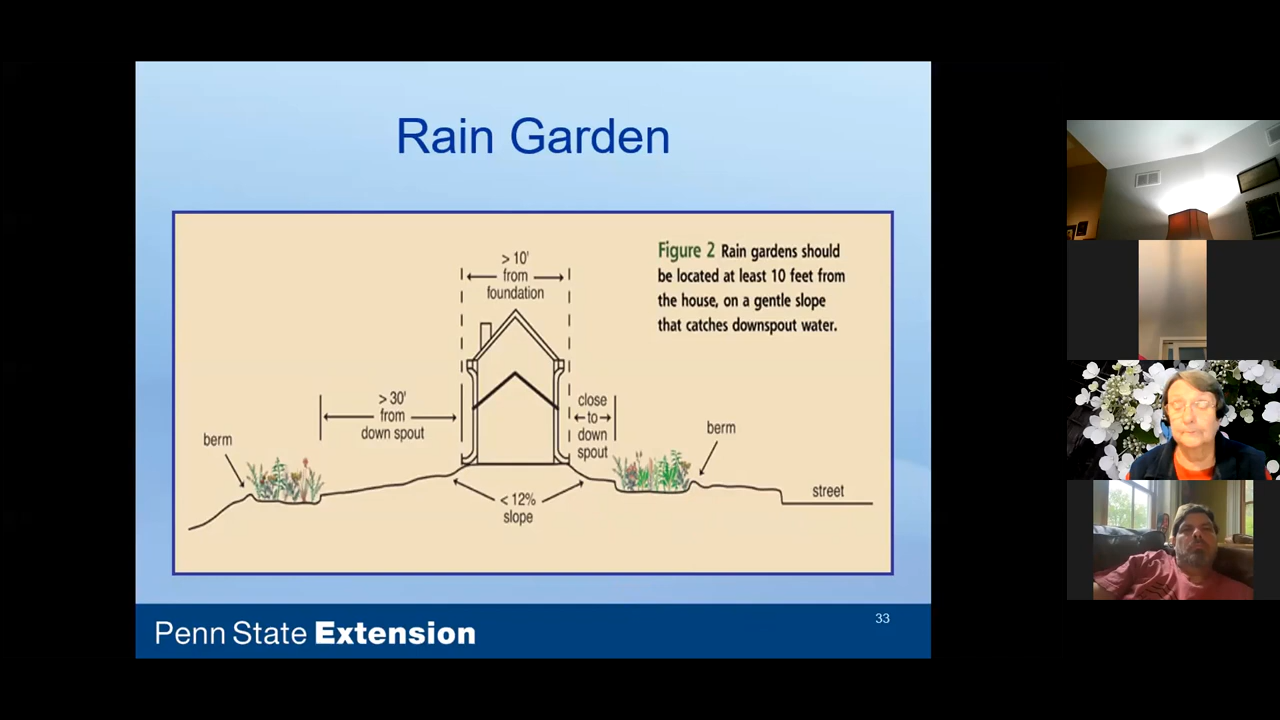 Rain Garden
> 10'
from
foundation
Figure 2 Rain gardens should
be located at least 10 feet from
the house, on a gentle slope
that catches downspout water.
> 30'
from
down spout
close
to
down
spout
berm
berm
< 12%
slope
street
Penn State Extension
33